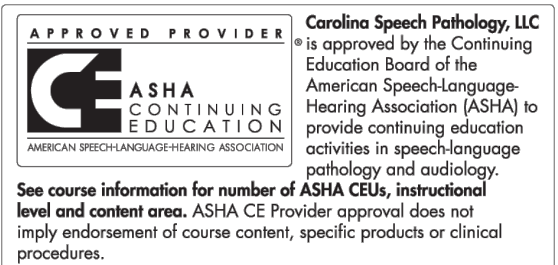 APPROVED PROVIDER
CE
ASHA
CONTINUING
EDUCATION
AMERICAN SPEECH-LANGUAGE-HEARING ASSOCIATION
®
Carolina Speech Pathology, LLC
is approved by the Continuing
Education Board of the
American Speech-Language-
Hearing Association (ASHA) to
provide continuing education
activities in speech-language
pathology and audiology.
See course information for number of ASHA CEUs, instructional
level and content area. ASHA CE Provider approval does not
imply endorsement of course content, specific products or clinical
procedures.